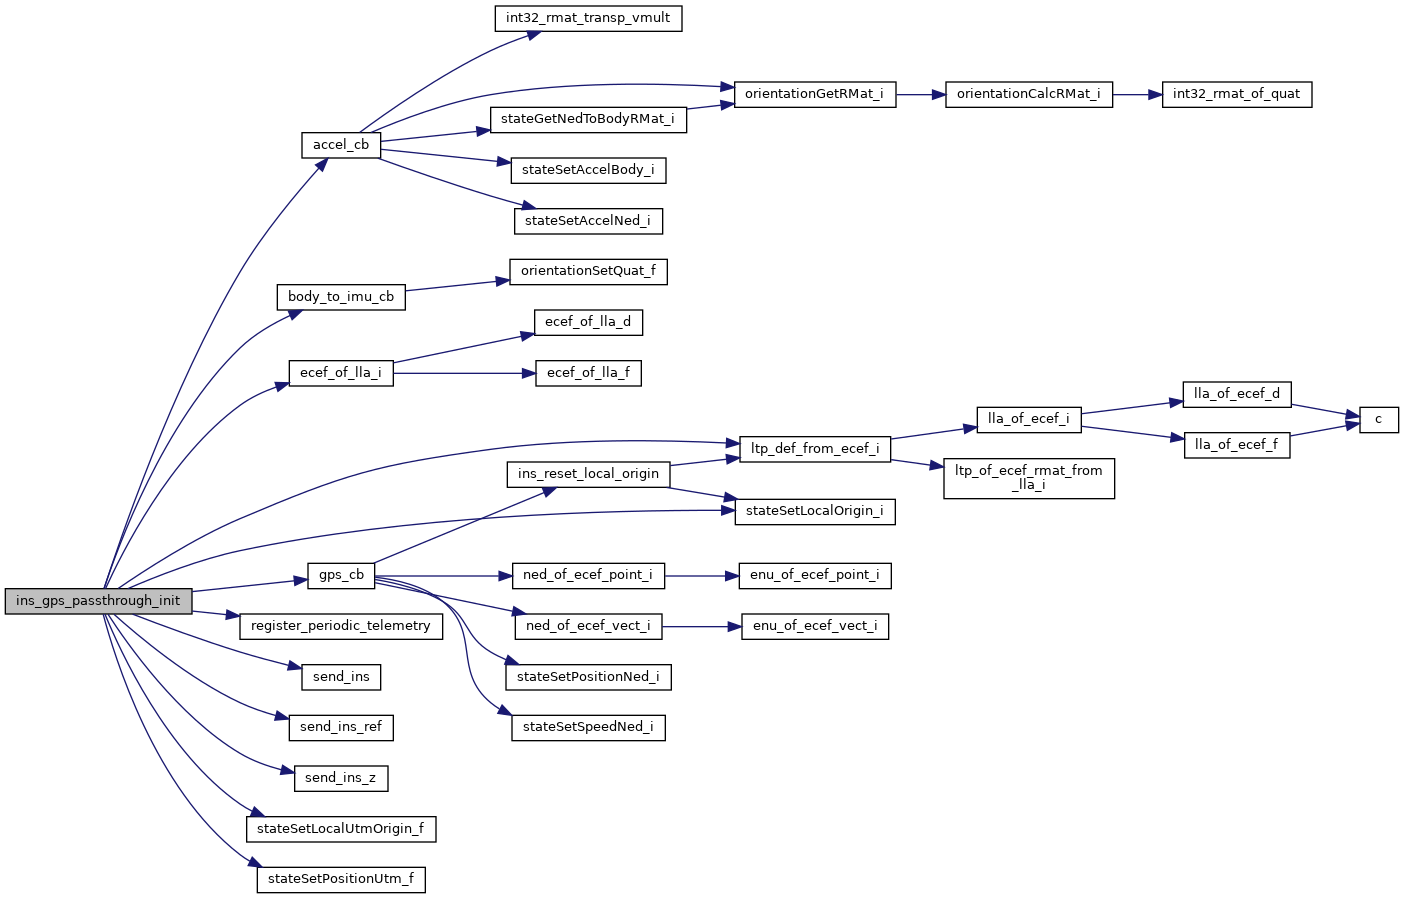 int32_rmat_transp_vmult
orientationGetRMat_i
orientationCalcRMat_i
int32_rmat_of_quat
stateGetNedToBodyRMat_i
accel_cb
stateSetAccelBody_i
stateSetAccelNed_i
orientationSetQuat_f
body_to_imu_cb
ecef_of_lla_d
ecef_of_lla_i
ecef_of_lla_f
lla_of_ecef_d
lla_of_ecef_i
c
lla_of_ecef_f
ltp_def_from_ecef_i
ins_reset_local_origin
ltp_of_ecef_rmat_from
_lla_i
stateSetLocalOrigin_i
gps_cb
ned_of_ecef_point_i
enu_of_ecef_point_i
ins_gps_passthrough_init
register_periodic_telemetry
ned_of_ecef_vect_i
enu_of_ecef_vect_i
send_ins
stateSetPositionNed_i
send_ins_ref
stateSetSpeedNed_i
send_ins_z
stateSetLocalUtmOrigin_f
stateSetPositionUtm_f